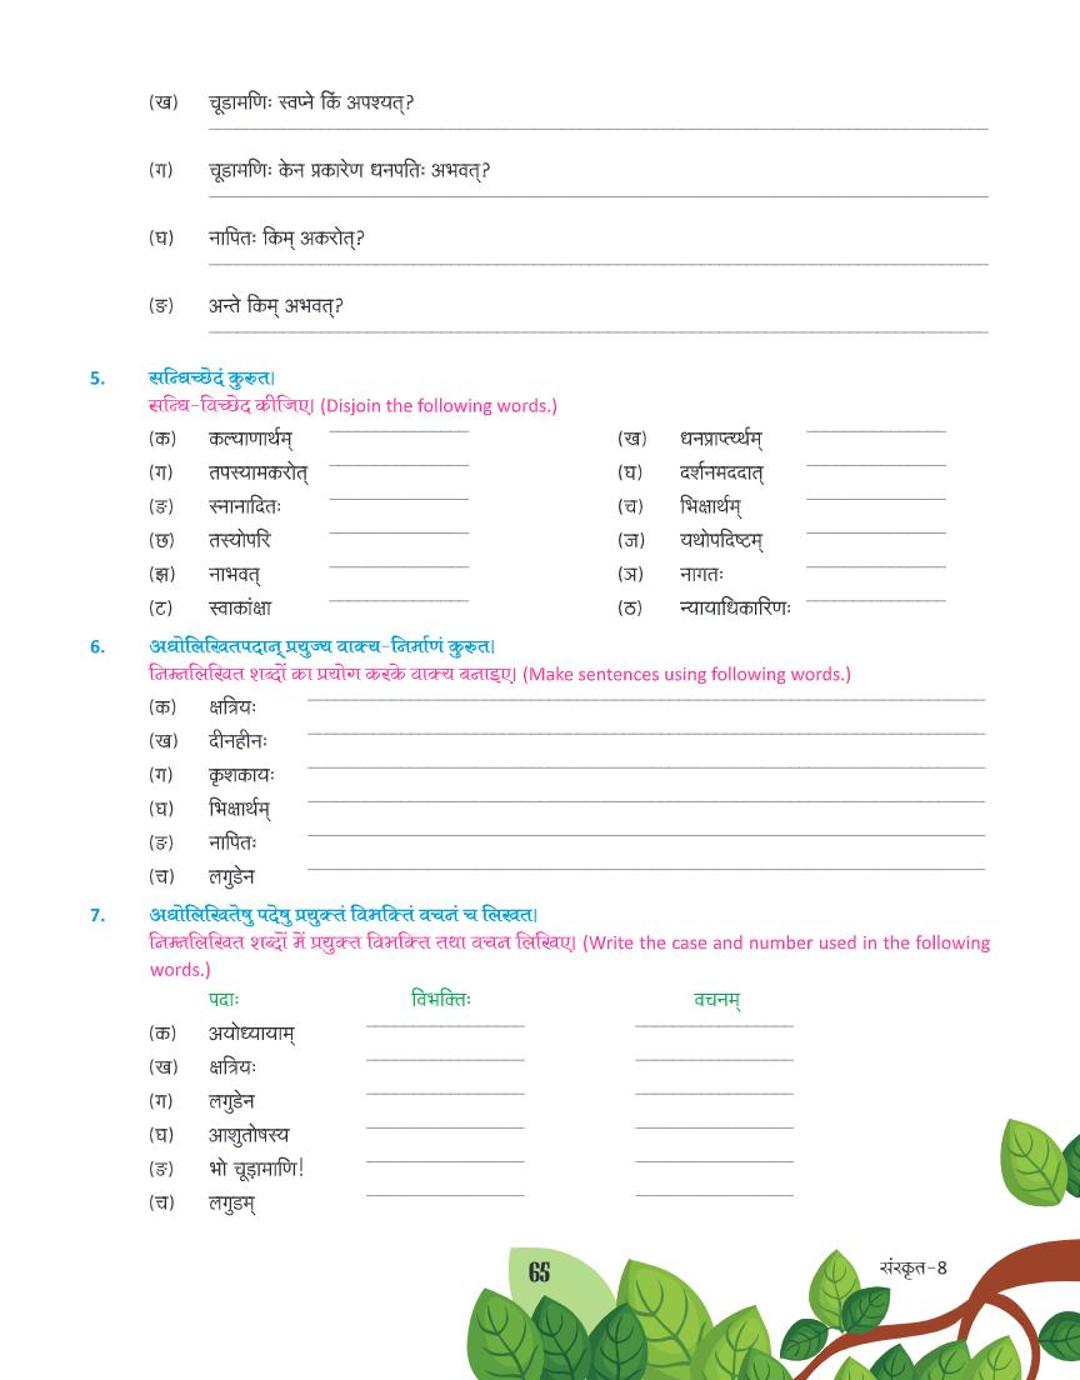 (ख) चूडामणिः स्वप्ने किं अपश्यत्?
(ग) चूडामणिः केन प्रकारेण धनपतिः अभवत्?
(घ) नापितः किम् अकरोत्?
(ङ) अन्ते किम् अभवत्?
5. सन्धिच्छेदं कुरुत।
सन्धि-विच्छेद कीजिए। (Disjoin the following words.)
(क) कल्याणार्थम् (ख) धनप्राप्त्यर्थम्
(ग) तपस्यामकरोत् (घ) दर्शनमददात्
(ङ) स्नानादितः (च) भिक्षार्थम्
(छ) तस्योपरि (ज) यथोपदिष्टम्
(झ) नाभवत् (ञ) नागतः
(ट) स्वाकांक्षा (ठ) न्यायाधिकारिणः
6. अधोलिखितपदान् प्रयुज्य वाक्य-निर्माणं कुरुत।
निम्नलिखित शब्दों का प्रयोग करके वाक्य बनाइए। (Make sentences using following words.)
(क) क्षत्रियः
(ख) दीनहीनः
(ग) कृशकायः
(घ) भिक्षार्थम्
(ङ) नापितः
(च) लगुडेन
7. अधोलिखितेषु पदेषु प्रयुक्तं विभक्तिं वचनं च लिखत।
निम्नलिखित शब्दों में प्रयुक्त विभक्ति तथा वचन लिखिए। (Write the case and number used in the following
words.)
पदाः विभक्तिः वचनम्
(क) अयोध्यायाम्
(ख) क्षत्रियः
(ग) लगुडेन
(घ) आशुतोषस्य
(ङ) भो चूड़ामाणि!
(च) लगुडम्
65
संस्कृत-8